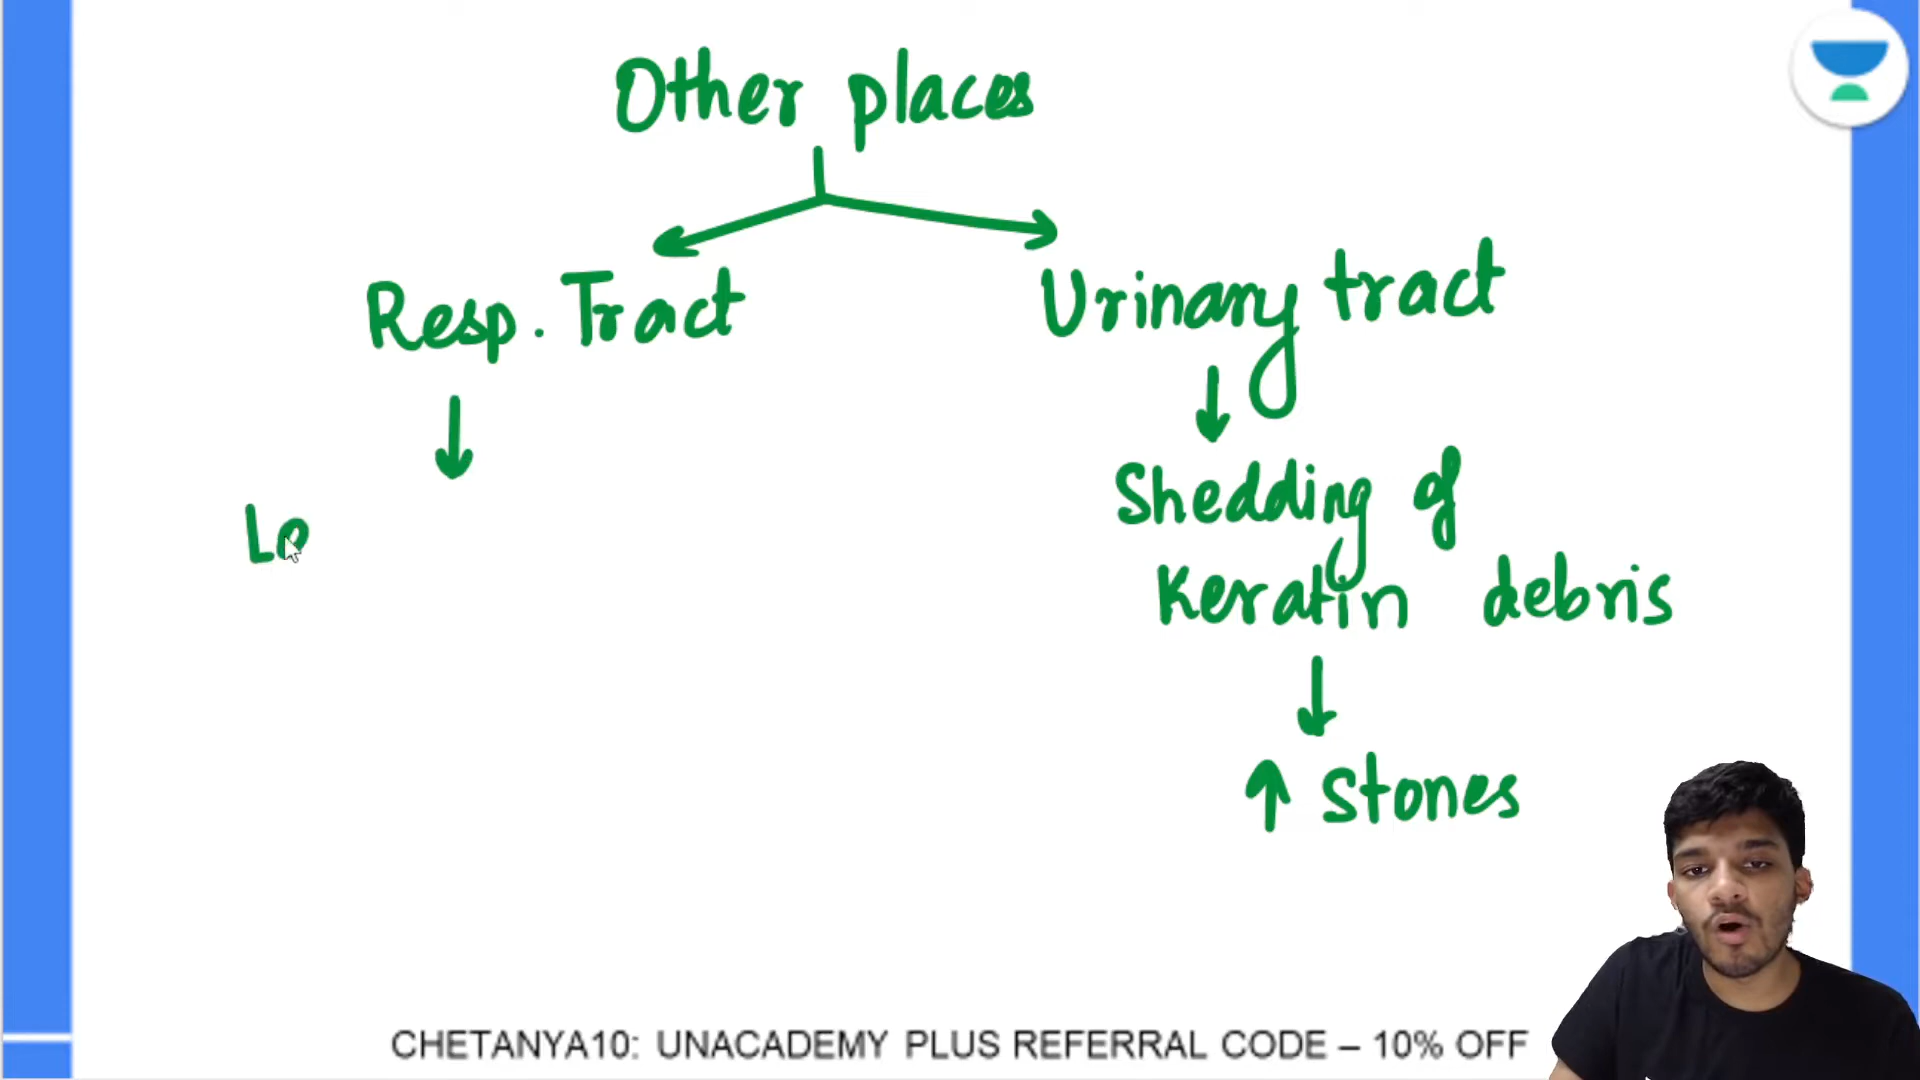 Other places
Resp. Tract
Urinary tract
↓
↓
Shedding of
Lo
Keratin debris
↓
↑ Stones
CHETANYA10: UNACADEMY PLUS REFERRAL CODE – 10% OFF